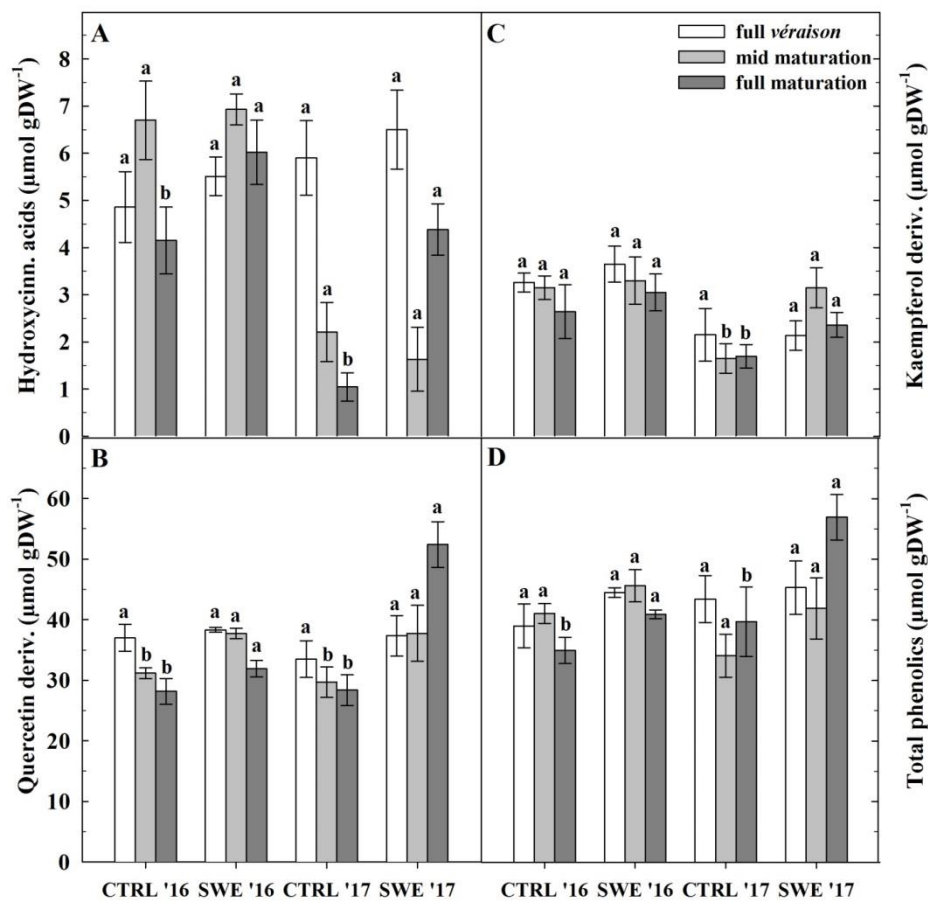 A
C
full véraison
mid maturation
full maturation
Hydroxycinn. acids (µmol gDW⁻¹)
8
7
6
5
4
3
2
1
0
a
a
b
a
a
a
a
a
b
a
a
a
a
a
a
a
a
a
a
b
b
a
a
a
Kaempferol deriv. (µmol gDW⁻¹)
B
D
Quercetin deriv. (µmol gDW⁻¹)
60
50
40
30
20
10
0
a
b
b
a
a
a
a
b
b
a
a
a
a
a
b
a
a
b
a
a
b
a
a
a
Total phenolics (µmol gDW⁻¹)
CTRL '16 SWE '16 CTRL '17 SWE '17
CTRL '16 SWE '16 CTRL '17 SWE '17